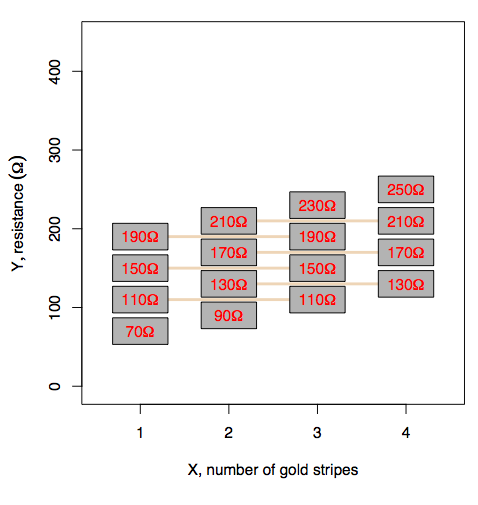 Y, resistance (Ω)
400
300
200
100
0
250Ω
230Ω
210Ω 210Ω
190Ω 190Ω
170Ω 170Ω
150Ω 150Ω
130Ω 130Ω
110Ω 110Ω
90Ω
70Ω
1 2 3 4
X, number of gold stripes